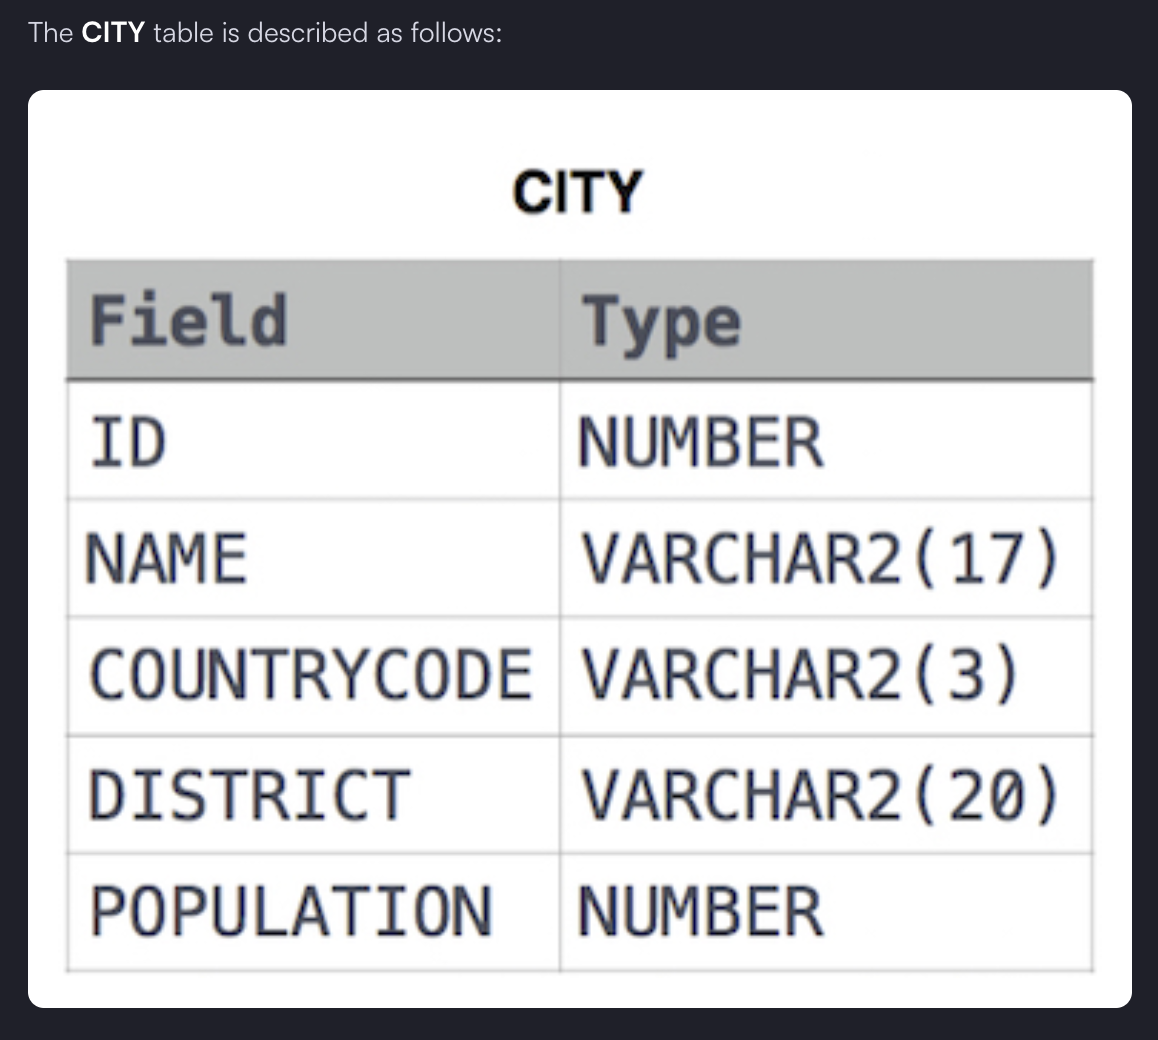 The CITY table is described as follows:
CITY
Field Type
ID NUMBER
NAME VARCHAR2(17)
COUNTRYCODE VARCHAR2(3)
DISTRICT VARCHAR2(20)
POPULATION NUMBER